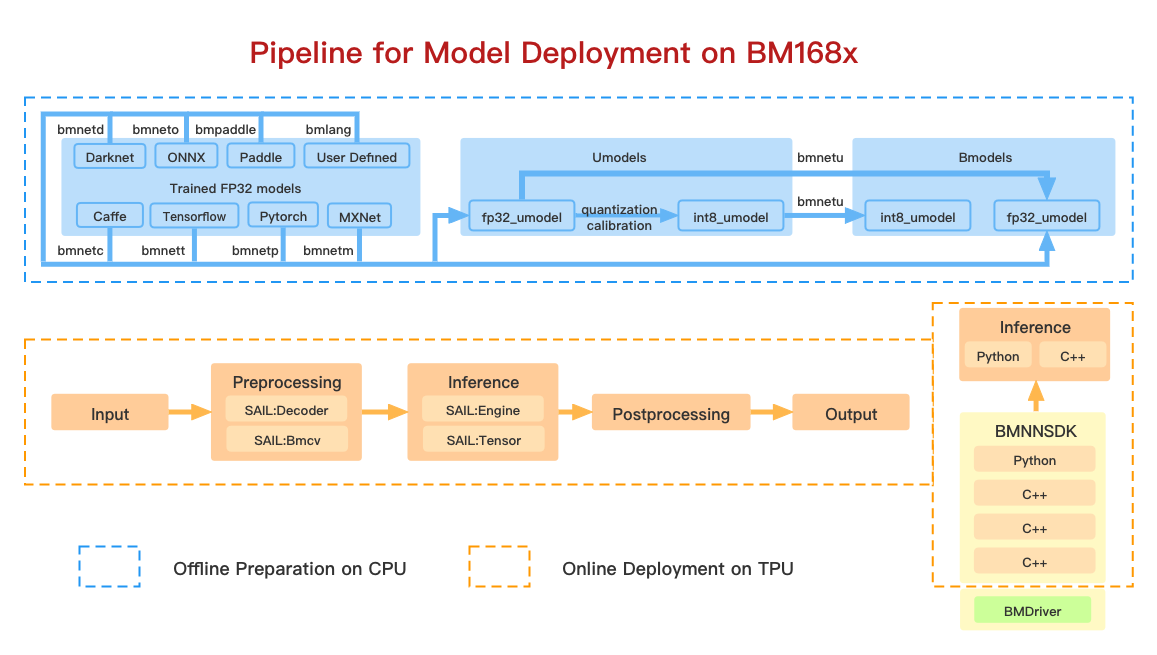 Pipeline for Model Deployment on BM168x
bmnetd
bmneto
bmpaddle
bmlang
Darknet
ONNX
Paddle
User Defined
Trained FP32 models
Caffe
Tensorflow
Pytorch
MXNet
bmnetc
bmnett
bmnetp
bmnetm
Umodels
fp32_umodel
quantization
calibration
int8_umodel
bmnetu
bmnetu
Bmodels
int8_umodel
fp32_umodel
Input
Preprocessing
SAIL:Decoder
SAIL:Bmcv
Inference
SAIL:Engine
SAIL:Tensor
Postprocessing
Output
Inference
Python
C++
BMNNSDK
Python
C++
C++
C++
BMDriver
Offline Preparation on CPU
Online Deployment on TPU